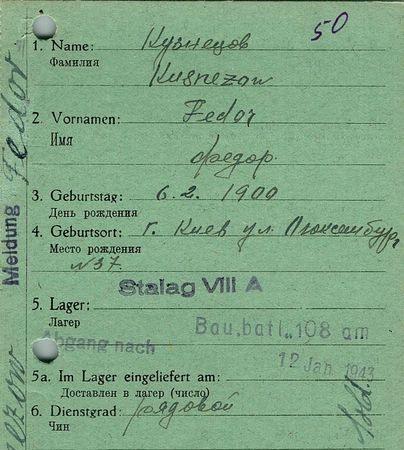 50
1. Name: Кузнецов
Фамилия
Kusnezow
2. Vornamen: Fedor
Имя
Федор.
3. Geburtstag: 6. 2. 1900
День рождения
4. Geburtsort: г. Киев ул. Люксембург
Место рождения
N37.
Stalag VIII A
5. Lager:
Лагерь
Bau,batl„108 am
Abgang nach
12 Jan. 1943
5a. Im Lager eingeliefert am:
Доставлен в лагерь (число)
6. Dienstgrad: рядовой
Чин
Meldung
Fedor